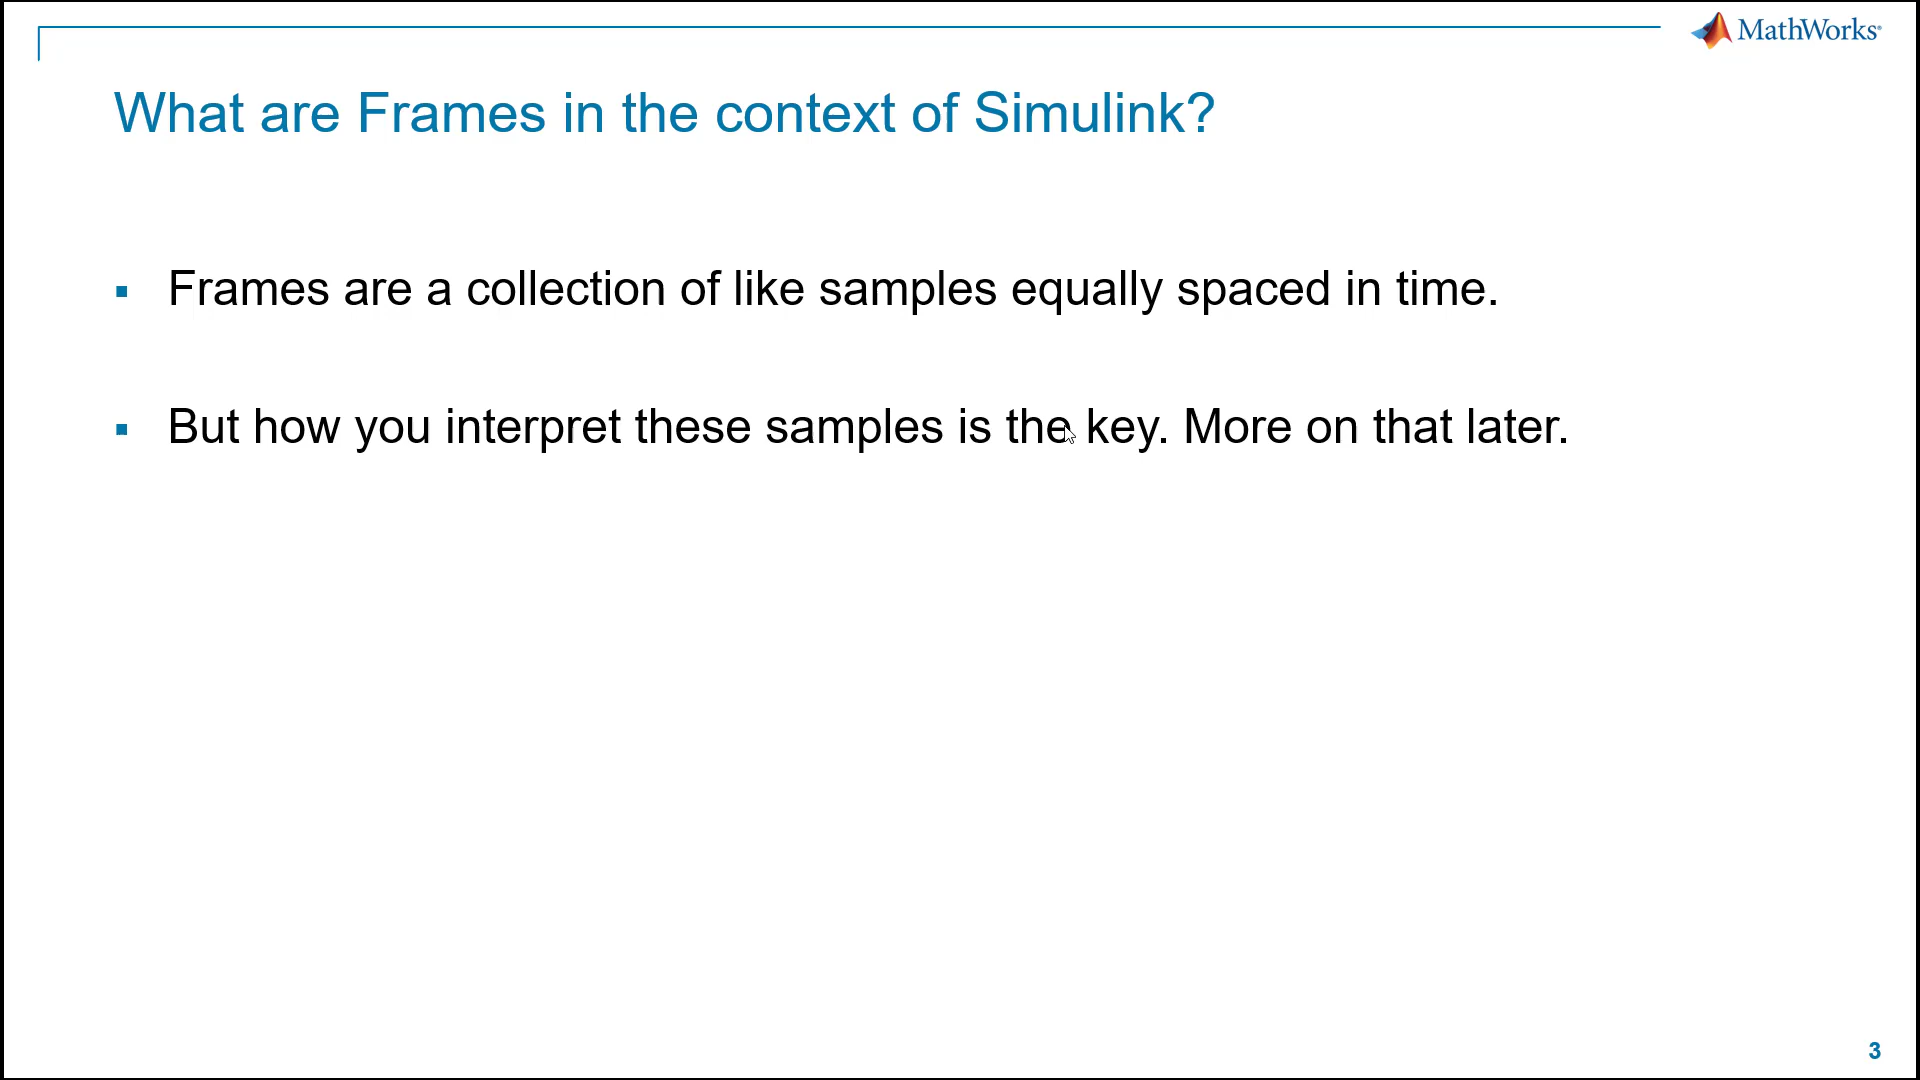 MathWorks®
What are Frames in the context of Simulink?
▪ Frames are a collection of like samples equally spaced in time.
▪ But how you interpret these samples is the key. More on that later.
3